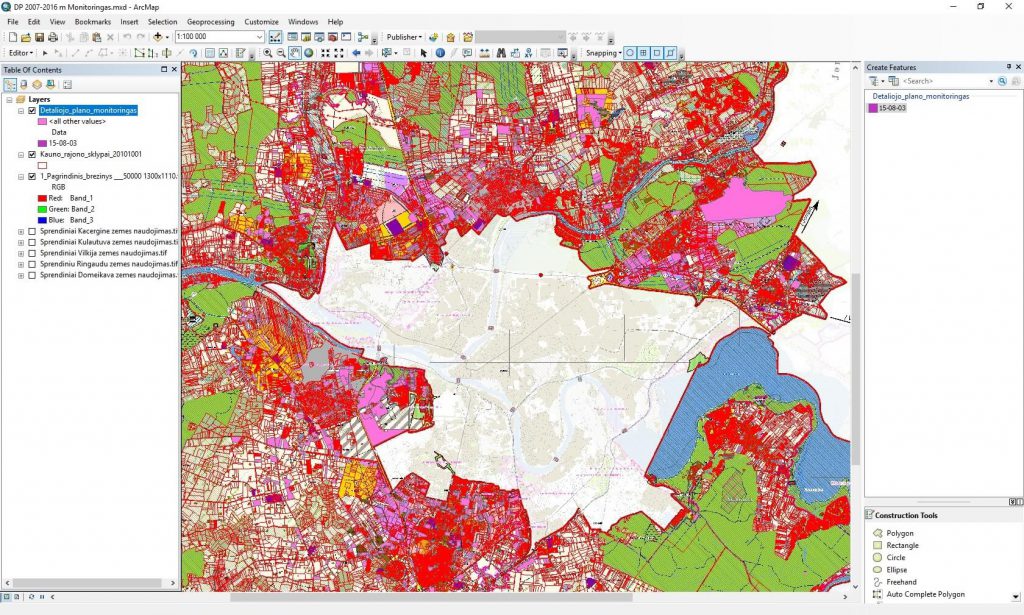 DP 2007-2016 m Monitoringas.mxd - ArcMap
File Edit View Bookmarks Insert Selection Geoprocessing Customize Windows Help
1:100 000
Publisher
Editor
Snapping
Table Of Contents
Layers
Detaliojo_plano_monitoringas
<all other values>
Data
15-08-03
Kauno_rajono_sklypai_20101001
1_Pagrindinis_brezinys___50000 1300x1110.
RGB
Red: Band_1
Green: Band_2
Blue: Band_3
Sprendiniai Kacergine zemes naudojimas.tif
Sprendiniai Kulautuva zemes naudojimas.ti
Sprendiniai Vilkija zemes naudojimas.tif
Sprendiniu Ringaudu zemes naudojimas.tif
Sprendiniai Domeikava zemes naudojimas.
Create Features
<Search>
Detaliojo_plano_monitoringas
15-08-03
Construction Tools
Polygon
Rectangle
Circle
Ellipse
Freehand
Auto Complete Polygon